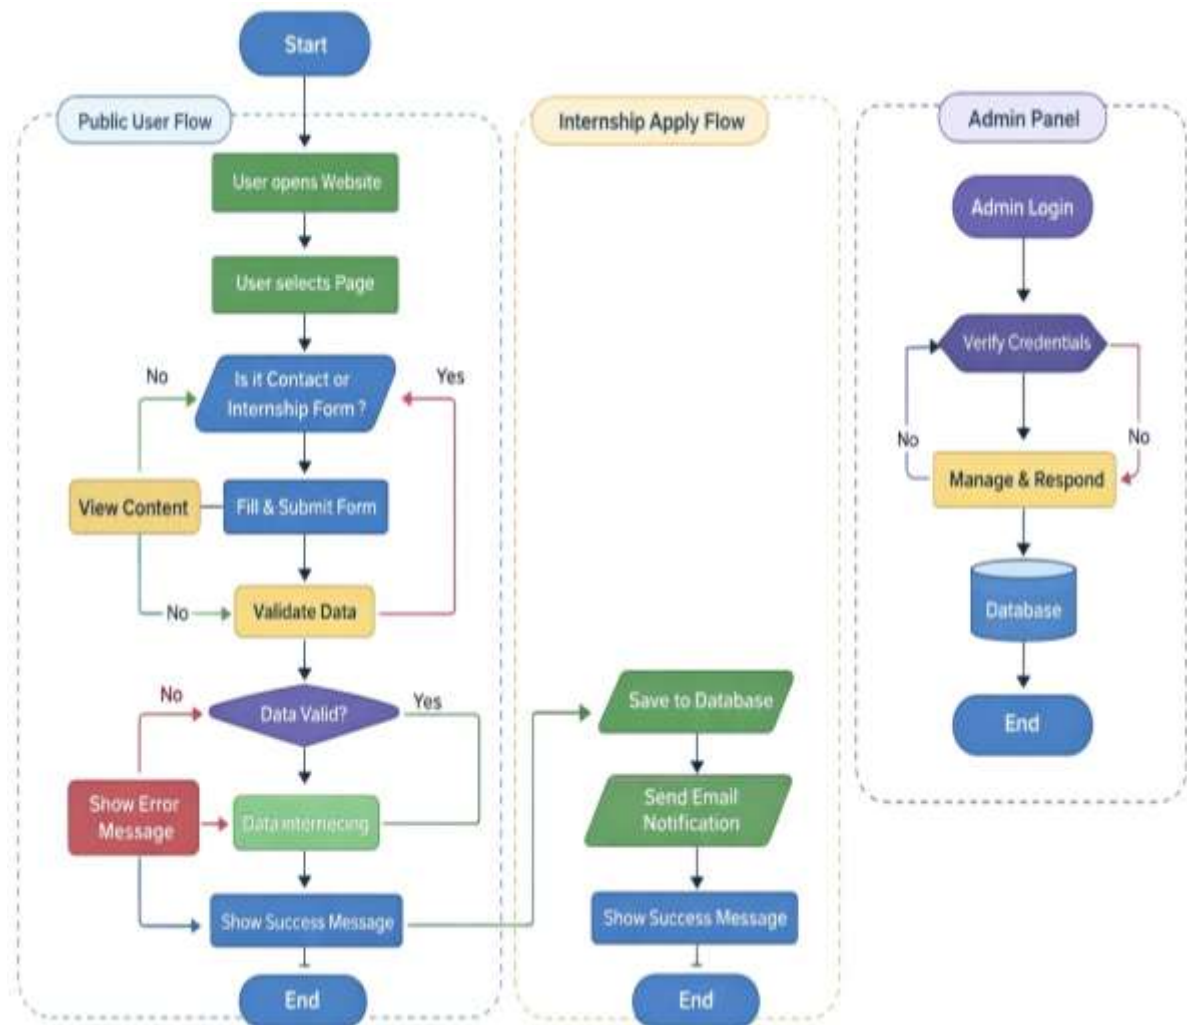 Start
Public User Flow
User opens Website
User selects Page
No
Is it Contact or
Internship Form ?
Yes
View Content
Fill & Submit Form
No
Validate Data
No
Data Valid?
Yes
Show Error
Message
Data internecing
Show Success Message
End
Internship Apply Flow
Save to Database
Send Email
Notification
Show Success Message
End
Admin Panel
Admin Login
Verify Credentials
No
No
Manage & Respond
Database
End